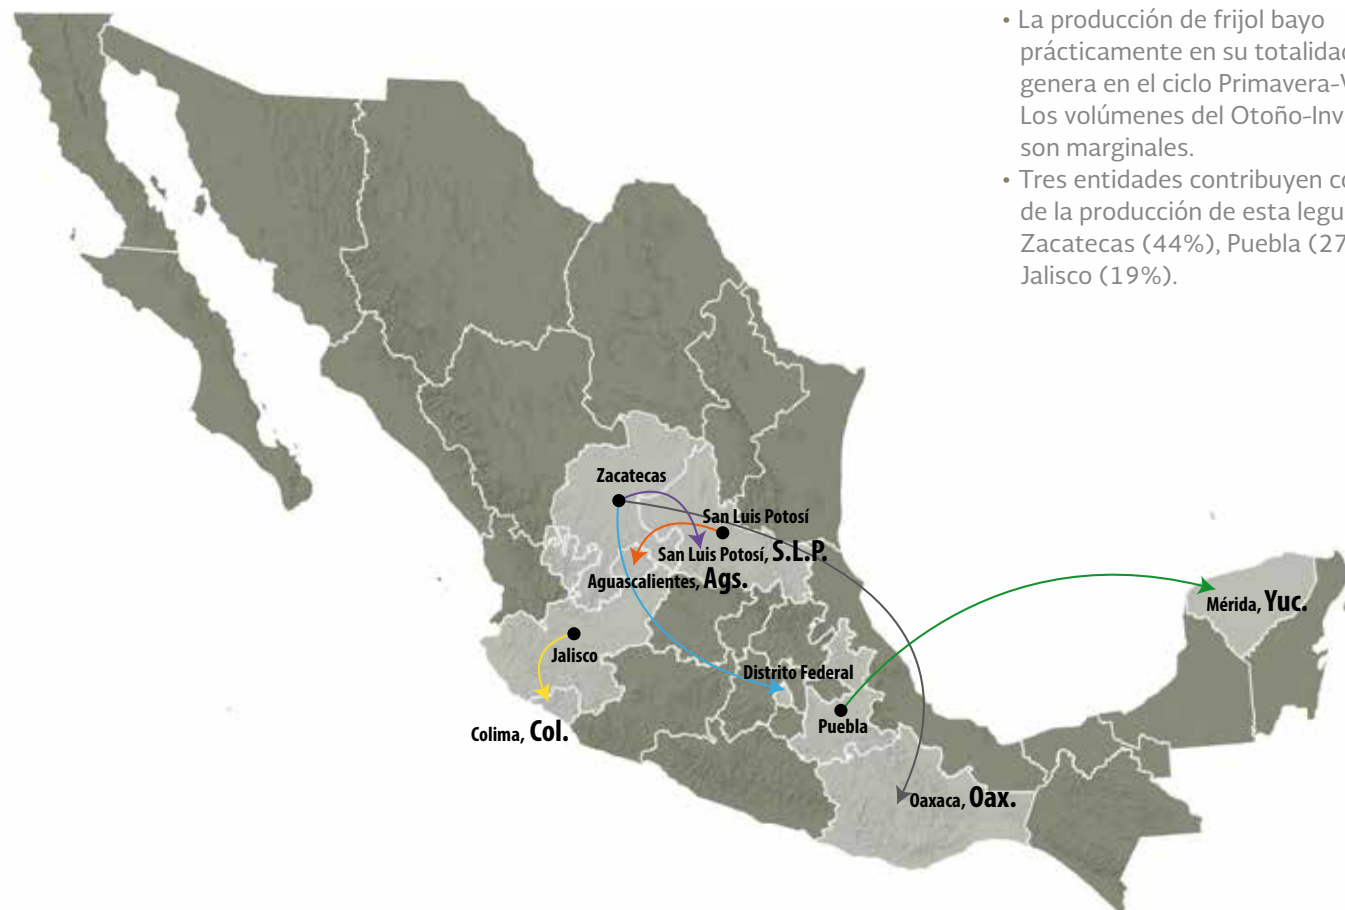 • La producción de frijol bayo
prácticamente en su totalidad
genera en el ciclo Primavera-V
Los volúmenes del Otoño-Inv
son marginales.
• Tres entidades contribuyen co
de la producción de esta legu
Zacatecas (44%), Puebla (27
Jalisco (19%).
Zacatecas
San Luis Potosí
San Luis Potosí, S.L.P.
Aguascalientes, Ags.
Mérida, Yuc.
Jalisco
Distrito Federal
Puebla
Colima, Col.
Oaxaca, Oax.